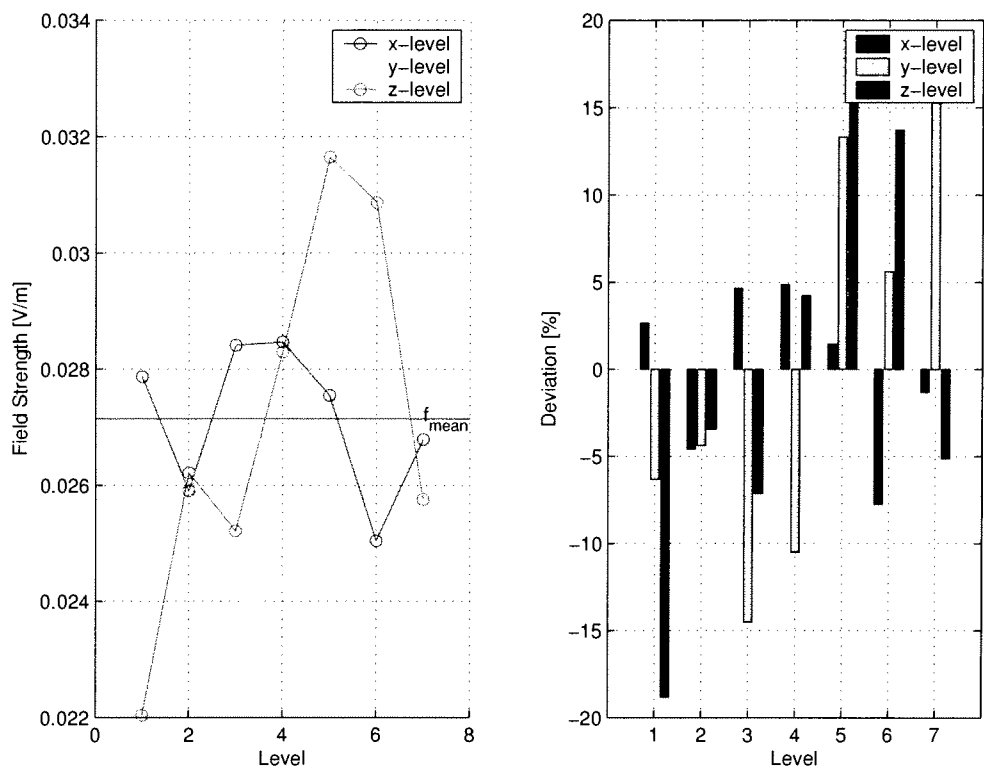 0.034
0.032
0.03
0.028
0.026
0.024
0.022
Field Strength [V/m]
0 2 4 6 8
Level
x-level
y-level
z-level
f_mean
20
15
10
5
0
-5
-10
-15
-20
Deviation [%]
1 2 3 4 5 6 7
Level
x-level
y-level
z-level